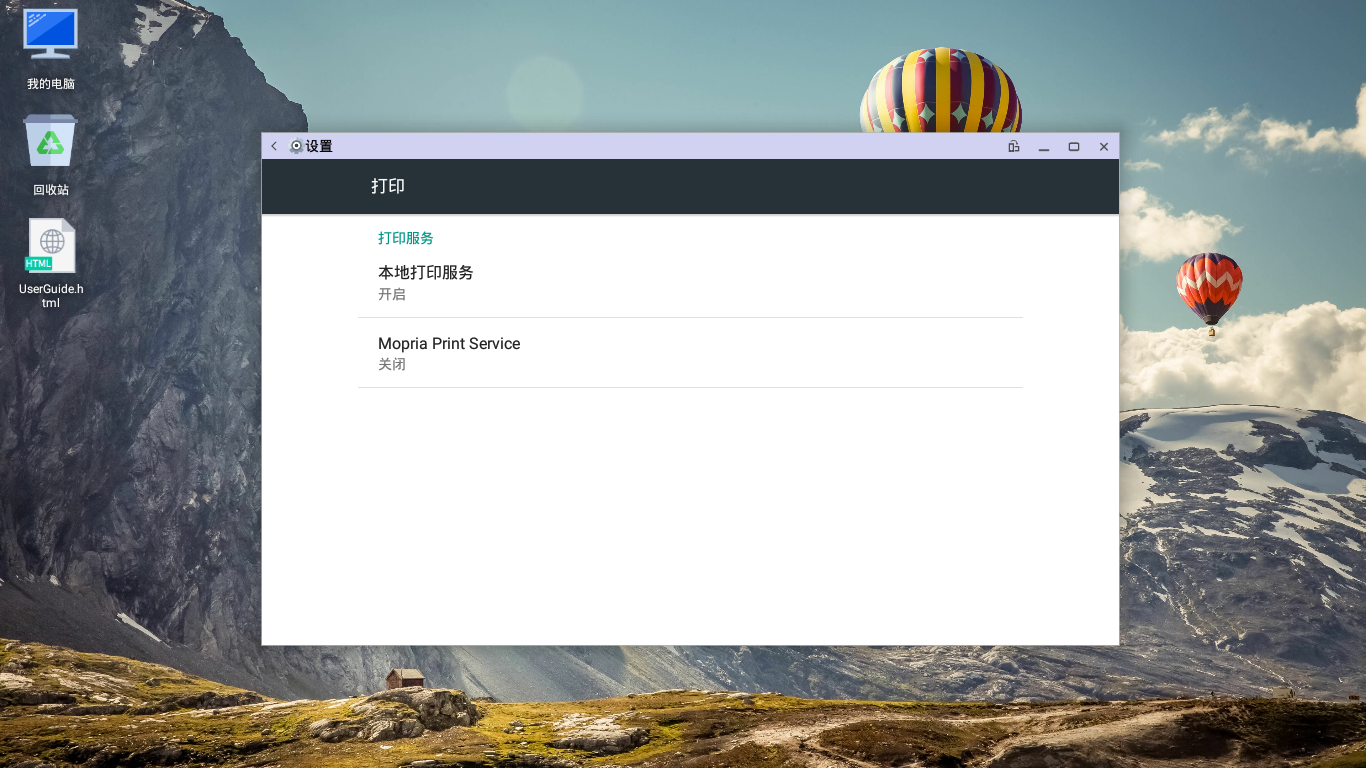 我的电脑
回收站
HTML
UserGuide.h
tml
设置
打印
打印服务
本地打印服务
开启
Mopria Print Service
关闭